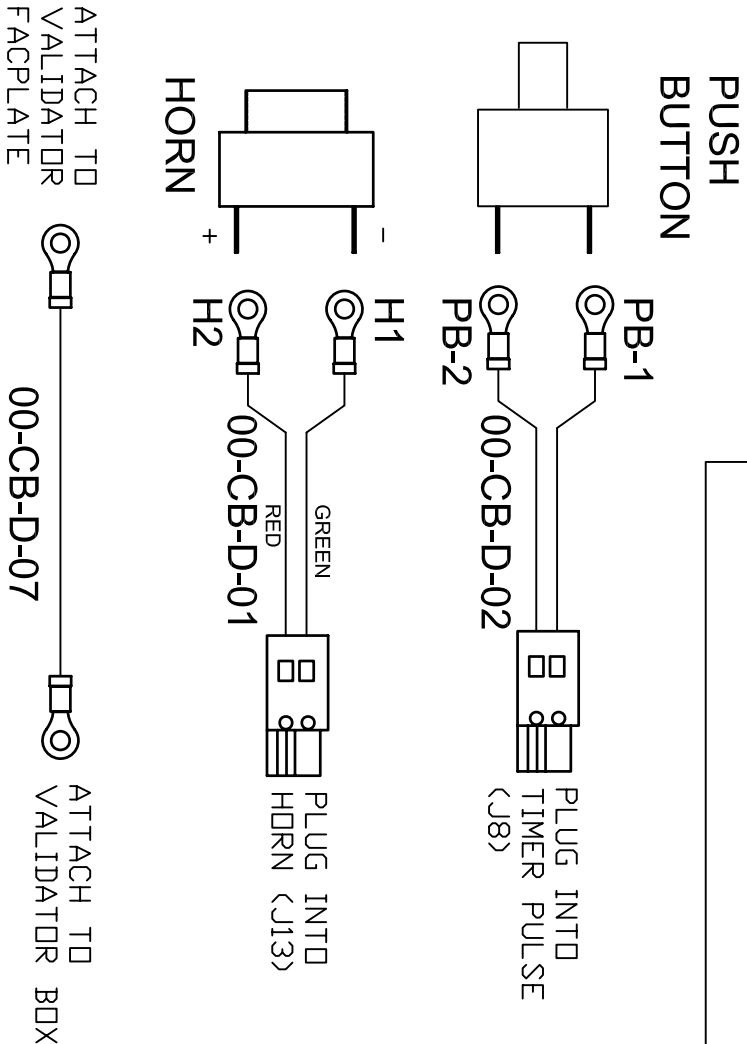 PUSH
BUTTON
PB-1
PB-2
00-CB-D-02
PLUG INTO
TIMER PULSE
(J8)
HORN
-
+
H1
H2
GREEN
RED
00-CB-D-01
PLUG INTO
HORN (J13)
ATTACH TO
VALIDATOR
FACPLATE
00-CB-D-07
ATTACH TO
VALIDATOR BOX